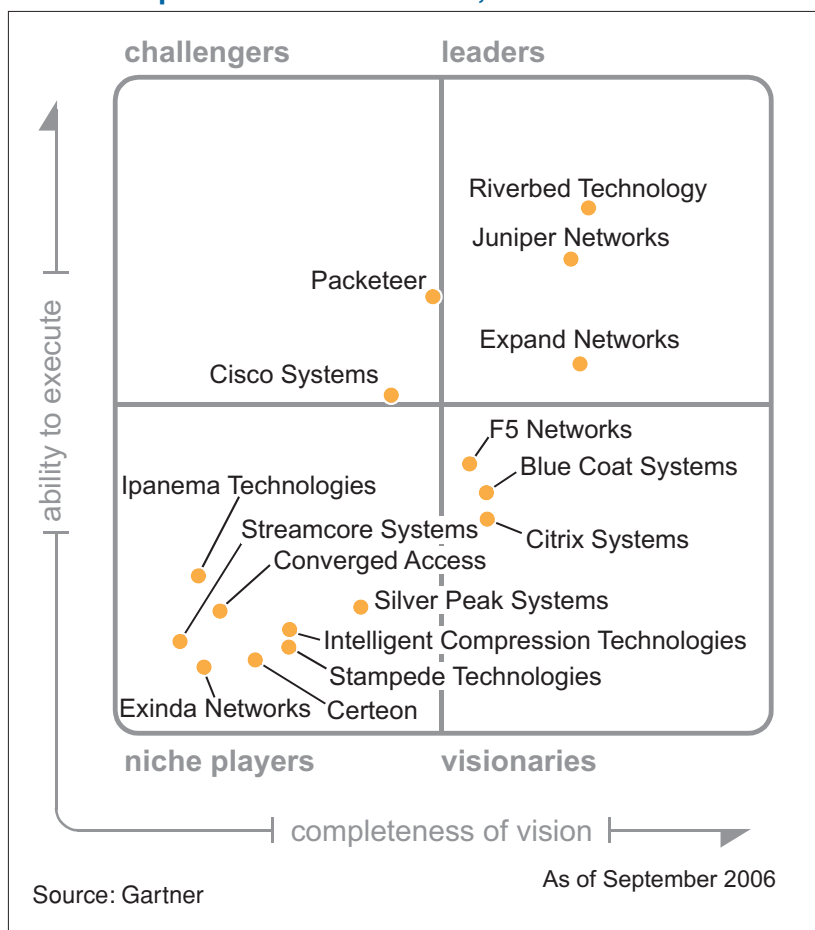 challengers
leaders
Riverbed Technology
Juniper Networks
Packeteer
Expand Networks
Cisco Systems
F5 Networks
Blue Coat Systems
Ipanema Technologies
Streamcore Systems
Citrix Systems
Converged Access
Silver Peak Systems
Intelligent Compression Technologies
Stampede Technologies
Exinda Networks
Certeon
niche players
visionaries
ability to execute
completeness of vision
As of September 2006
Source: Gartner